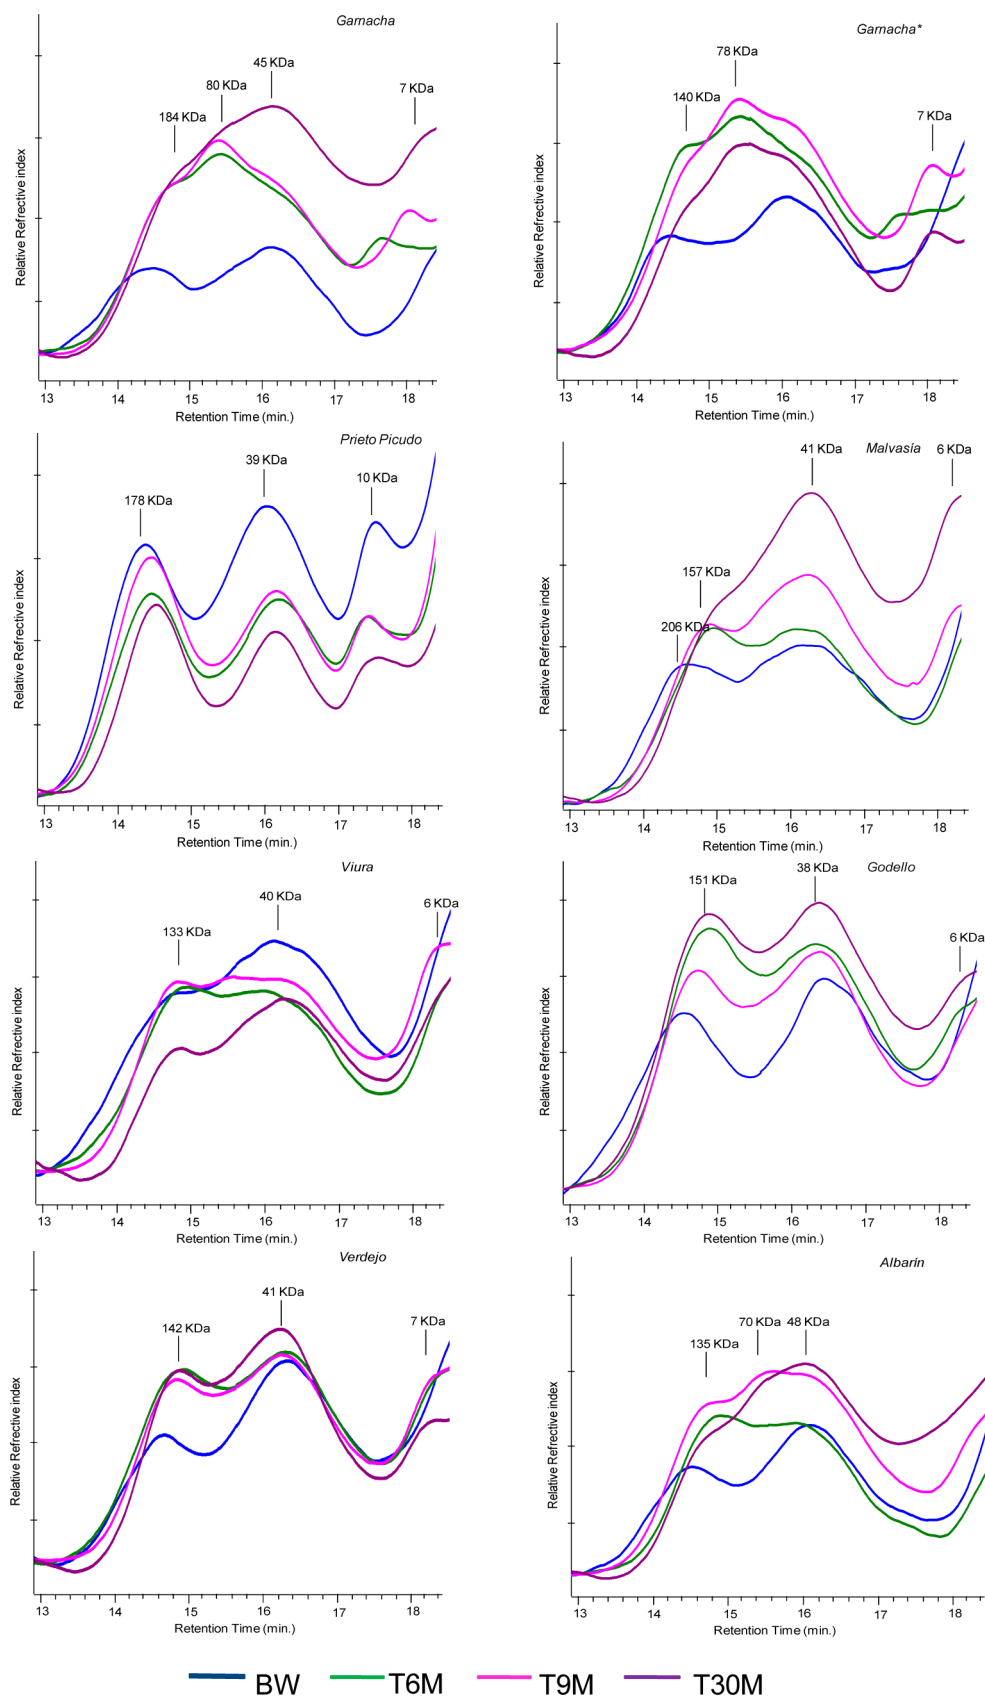 Garnacha
184 KDa
80 KDa
45 KDa
7 KDa
Relative Refrective index
13 14 15 16 17 18
Retention Time (min.)
Garnacha*
140 KDa
78 KDa
7 KDa
Relative Refrective index
13 14 15 16 17 18
Retention Time (min.)
Prieto Picudo
178 KDa
39 KDa
10 KDa
Relative Refrective index
13 14 15 16 17 18
Retention Time (min.)
Malvasía
206 KDa
157 KDa
41 KDa
6 KDa
Relative Refrective index
13 14 15 16 17 18
Retention Time (min.)
Viura
133 KDa
40 KDa
6 KDa
Relative Refrective index
13 14 15 16 17 18
Retention Time (min.)
Godello
151 KDa
38 KDa
6 KDa
Relative Refrective index
13 14 15 16 17 18
Retention Time (min.)
Verdejo
142 KDa
41 KDa
7 KDa
Relative Refrective index
13 14 15 16 17 18
Retention Time (min.)
Albarín
135 KDa
70 KDa
48 KDa
Relative Refrective index
13 14 15 16 17 18
Retention Time (min.)
BW T6M T9M T30M